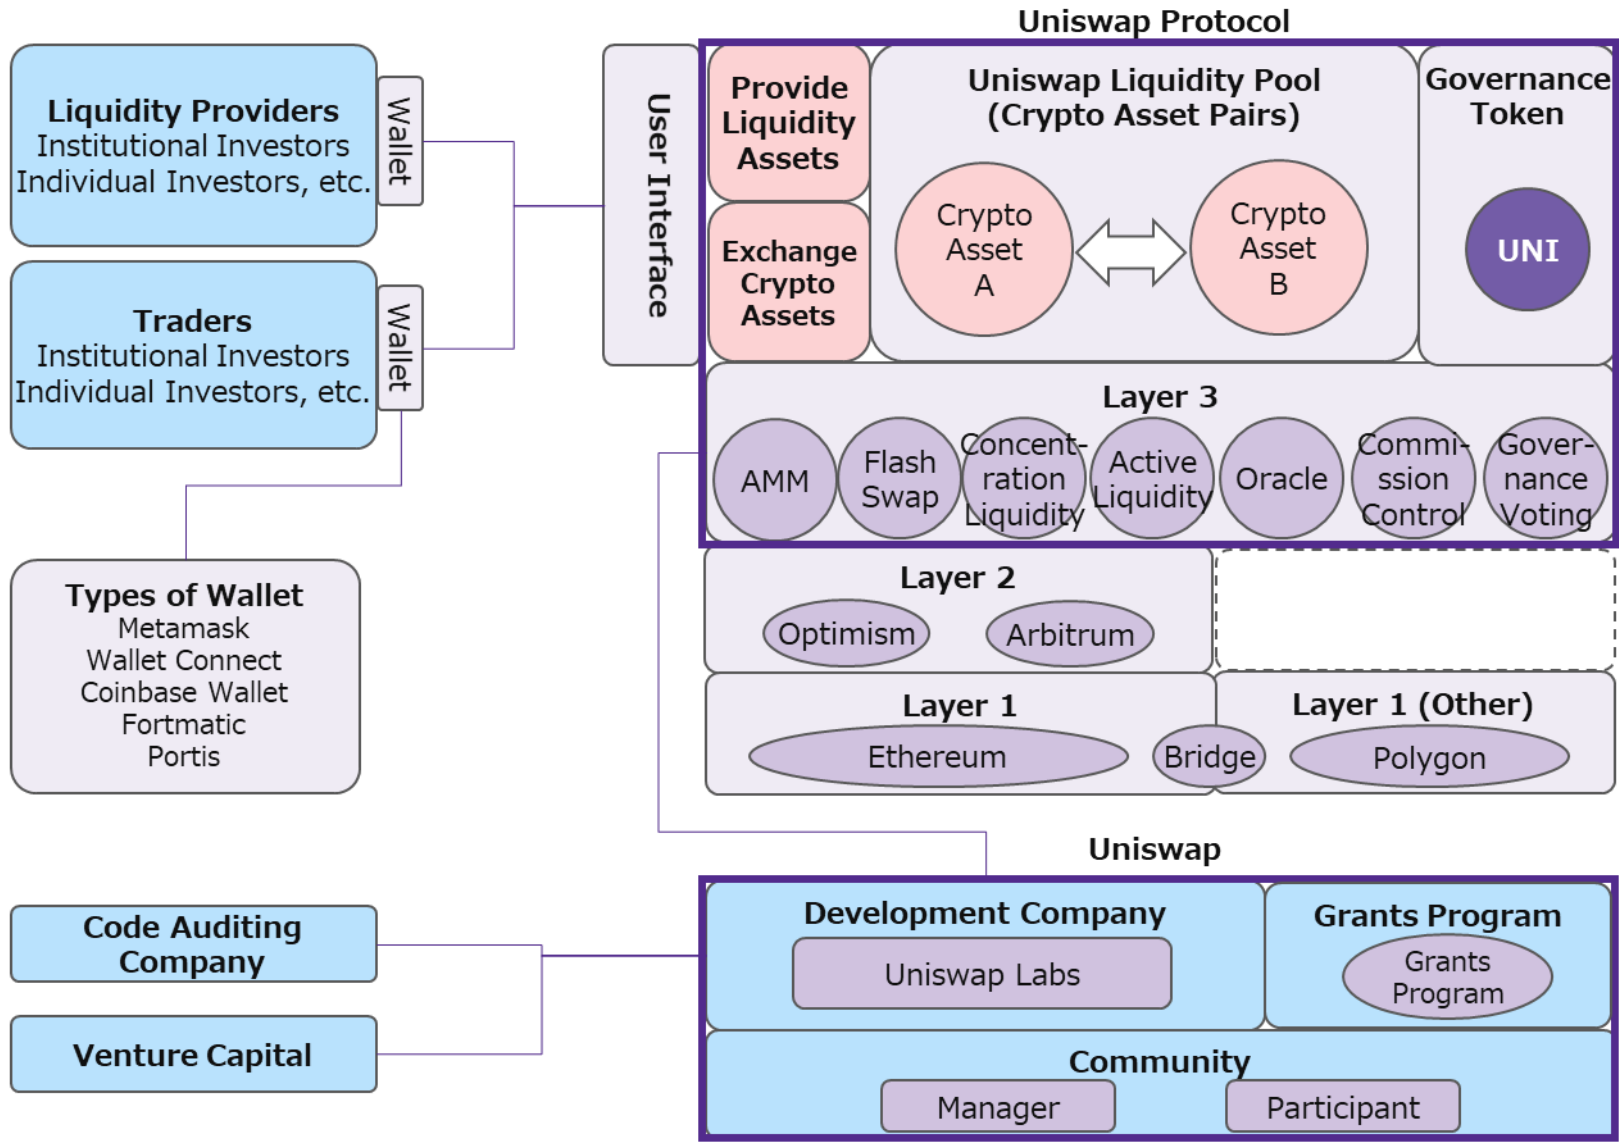 Uniswap Protocol
Liquidity Providers
Institutional Investors
Individual Investors, etc.
Wallet
Traders
Institutional Investors
Individual Investors, etc.
Wallet
Types of Wallet
Metamask
Wallet Connect
Coinbase Wallet
Fortmatic
Portis
User Interface
Provide
Liquidity
Assets
Exchange
Crypto
Assets
Uniswap Liquidity Pool
(Crypto Asset Pairs)
Crypto
Asset
A
Crypto
Asset
B
Governance
Token
UNI
Layer 3
AMM
Flash
Swap
Concent-
ration
Liquidity
Active
Liquidity
Oracle
Commi-
ssion
Control
Gover-
nance
Voting
Layer 2
Optimism
Arbitrum
Layer 1
Ethereum
Bridge
Layer 1 (Other)
Polygon
Uniswap
Code Auditing
Company
Venture Capital
Development Company
Uniswap Labs
Grants Program
Grants
Program
Community
Manager
Participant